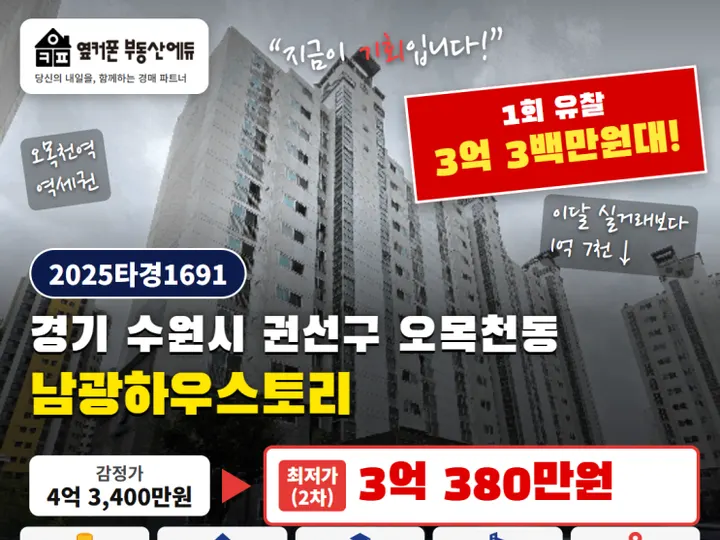 옆커폰 부동산에듀
당신의 내일을, 함께하는 경매 파트너
“지금이 기회입니다!”
1회 유찰
3억 3백만원대!
오목천역
역세권
이달 실거래보다
1억 7천↓
2025타경1691
경기 수원시 권선구 오목천동
남광하우스토리
감정가
4억 3,400만원
최저가
(2차)
3억 380만원